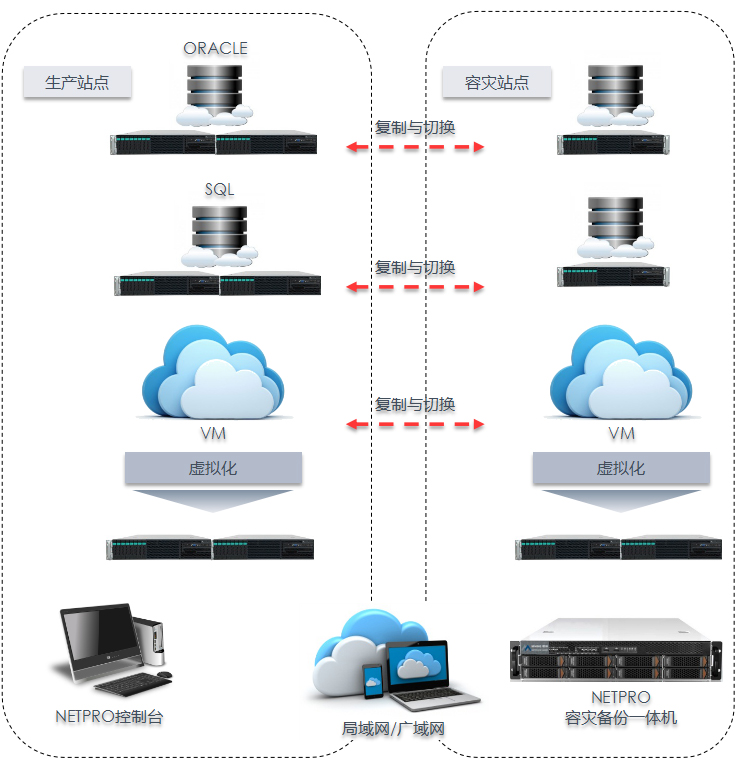 ORACLE
生产站点
容灾站点
复制与切换
SQL
复制与切换
复制与切换
VM
VM
虚拟化
虚拟化
NETPRO控制台
局域网/广域网
NETPRO
容灾备份一体机